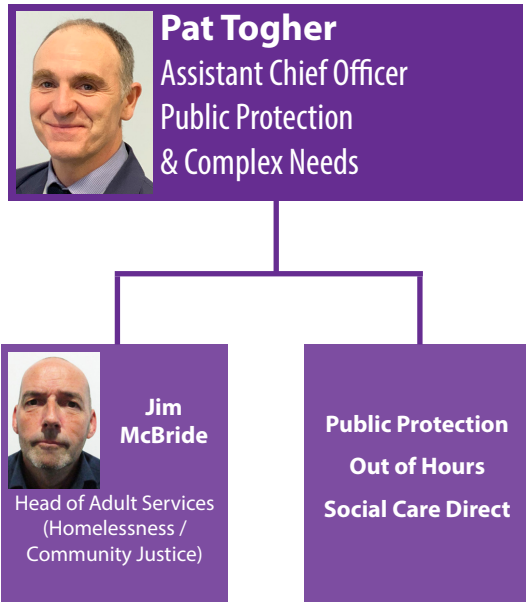 Pat Togher
Assistant Chief Officer
Public Protection
& Complex Needs
Jim
McBride
Head of Adult Services
(Homelessness /
Community Justice)
Public Protection
Out of Hours
Social Care Direct